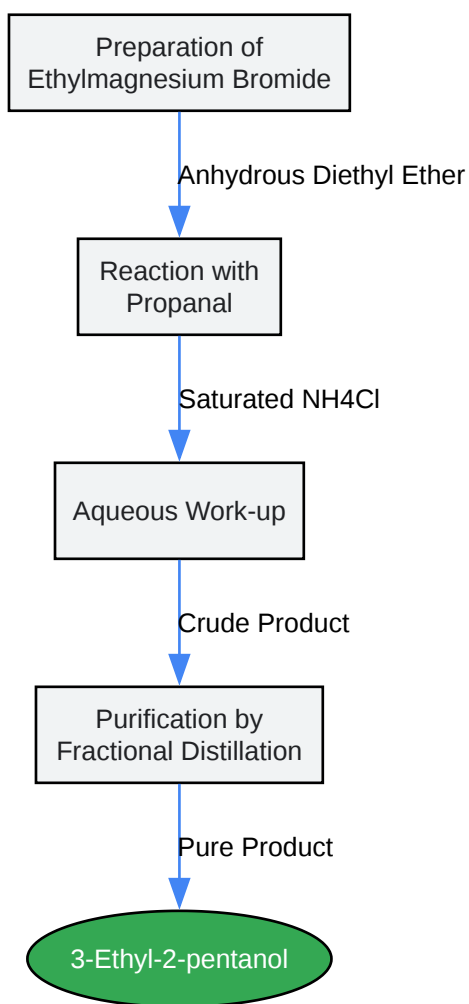 Preparation of
Ethylmagnesium Bromide
Anhydrous Diethyl Ether
Reaction with
Propanal
Saturated NH4Cl
Aqueous Work-up
Crude Product
Purification by
Fractional Distillation
Pure Product
3-Ethyl-2-pentanol